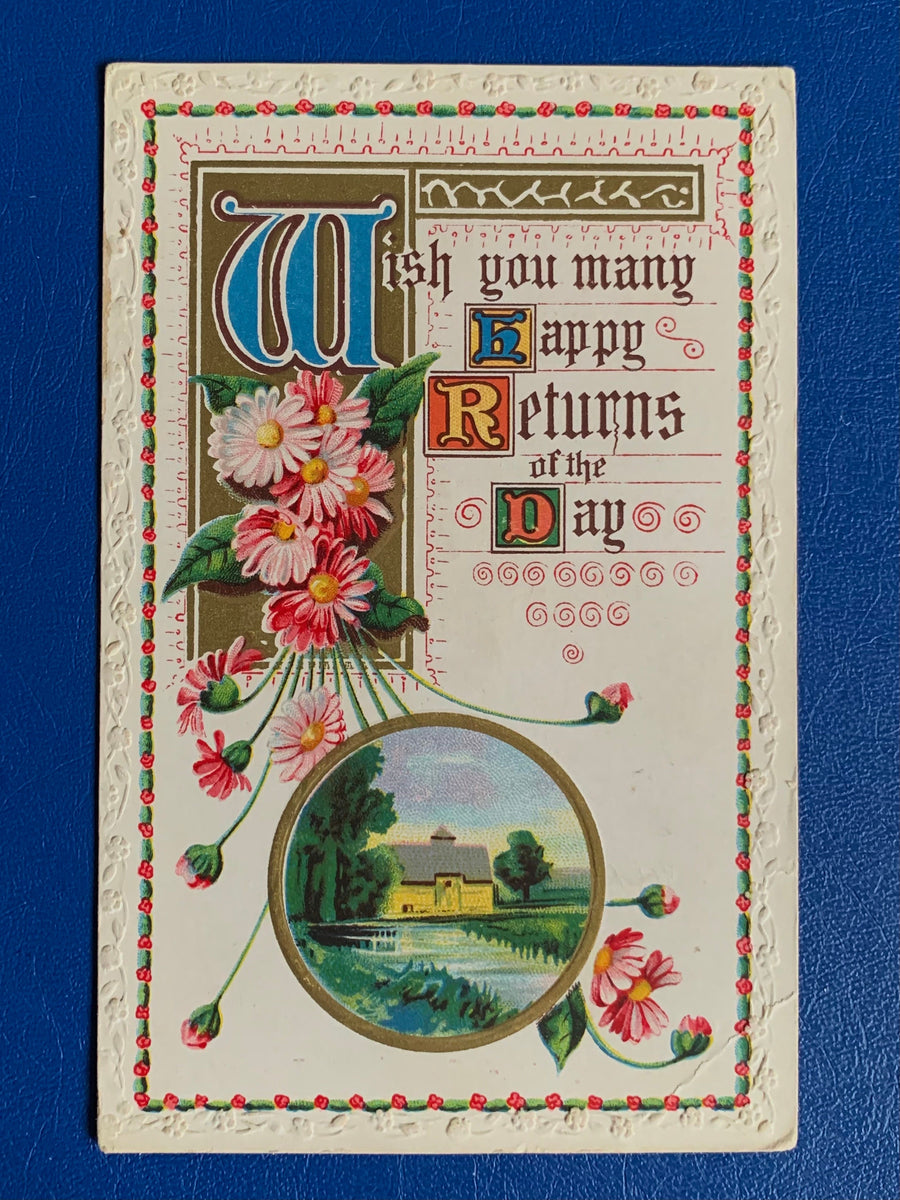 Wish you many
Happy
Returns
of the
Day